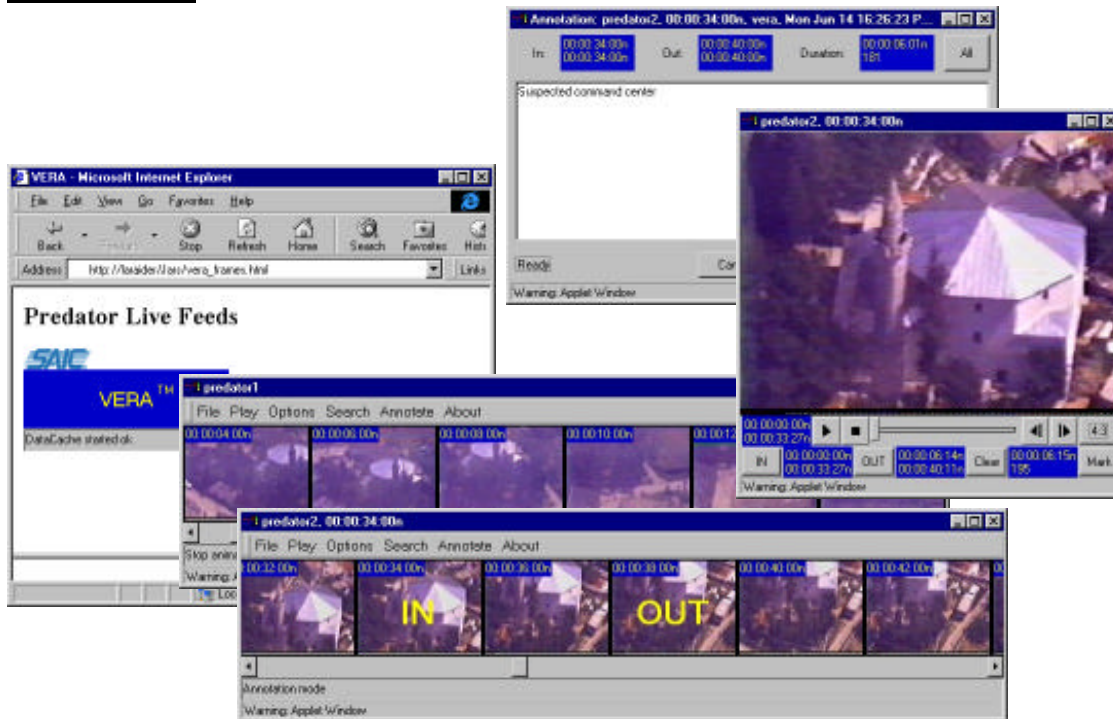 Annotation: predator2, 00:00:34:00n, vera, Mon Jun 14 16:26:23 P...
In: 00:00:34:00n 00:00:34:00n Out: 00:00:40:00n 00:00:40:00n Duration: 00:00:06:01n 181 All
Suspected command center
Ready
Warning: Applet Window
predator2, 00:00:34:00n
00:00:00:00n
00:00:33:27n
4:3
IN 00:00:00:00n 00:00:33:27n OUT 00:00:06:14n 00:00:40:11n Clear 00:00:06:15n 195 Mark
Warning: Applet Window
VERA - Microsoft Internet Explorer
File Edit View Go Favorites Help
Back Stop Refresh Home Search Favorites
Address
Links
Predator Live Feeds
SAIC
VERA TM
DataCache started ok
predator1
File Play Options Search Annotate About
00:00:04:00n 00:00:06:00n 00:00:08:00n 00:00:10:00n 00:00:12
Stop
Warning:
predator2, 00:00:34:00n
File Play Options Search Annotate About
00:00:34:00n 00:00:36:00n 00:00:38:00n 00:00:40:00n 00:00:42:00n
IN OUT
Annotation mode
Warning: Applet Window